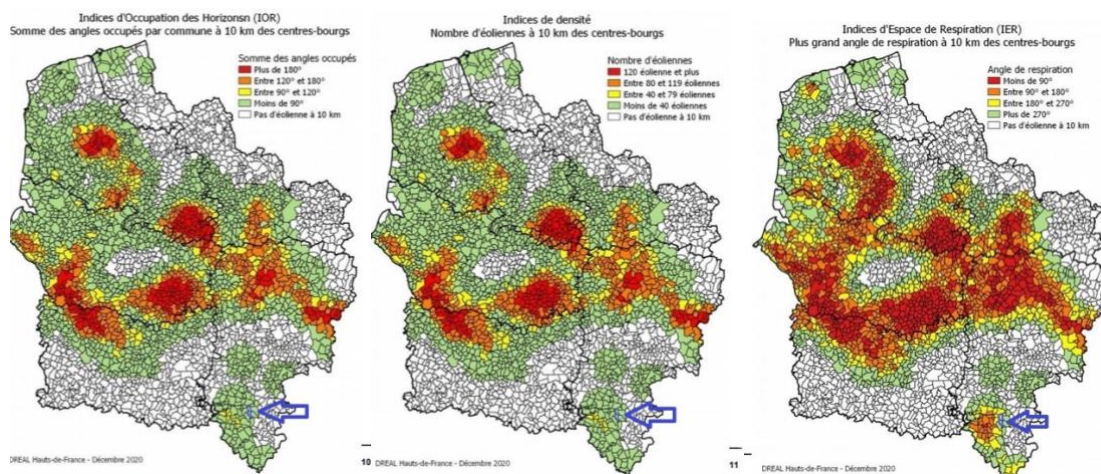 Indices d'Occupation des Horizonsn (IOR)
Somme des angles occupés par commune à 10 km des centres-bourgs
Somme des angles occupés
Plus de 180°
Entre 120° et 180°
Entre 90° et 120°
Moins de 90°
Pas d'éolienne à 10 km
DREAL Hauts-de-France - Décembre 2020
Indices de densité
Nombre d'éoliennes à 10 km des centres-bourgs
Nombre d'éoliennes
120 éolienne et plus
Entre 80 et 119 éoliennes
Entre 40 et 79 éoliennes
Moins de 40 éoliennes
Pas d'éolienne à 10 km
10
DREAL Hauts-de-France - Décembre 2020
Indices d'Espace de Respiration (IER)
Plus grand angle de respiration à 10 km des centres-bourgs
Angle de respiration
Moins de 90°
Entre 90° et 180°
Entre 180° et 270°
Plus de 270°
Pas d'éolienne à 10 km
11
DREAL Hauts-de-France - Décembre 2020